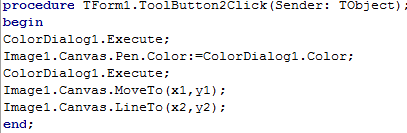 procedure TForm1.ToolButton2Click(Sender: TObject);
begin
ColorDialog1.Execute;
Image1.Canvas.Pen.Color:=ColorDialog1.Color;
ColorDialog1.Execute;
Image1.Canvas.MoveTo(x1,y1);
Image1.Canvas.LineTo(x2,y2);
end;